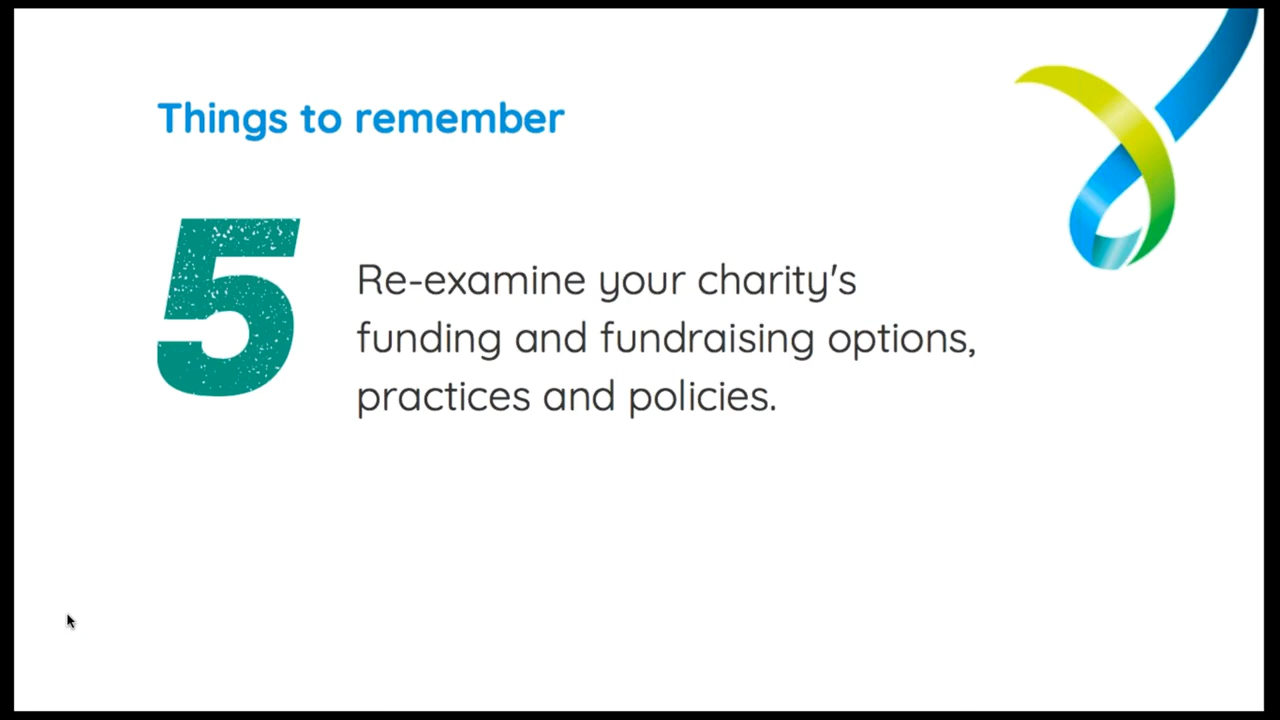 Things to remember
5
Re-examine your charity's
funding and fundraising options,
practices and policies.